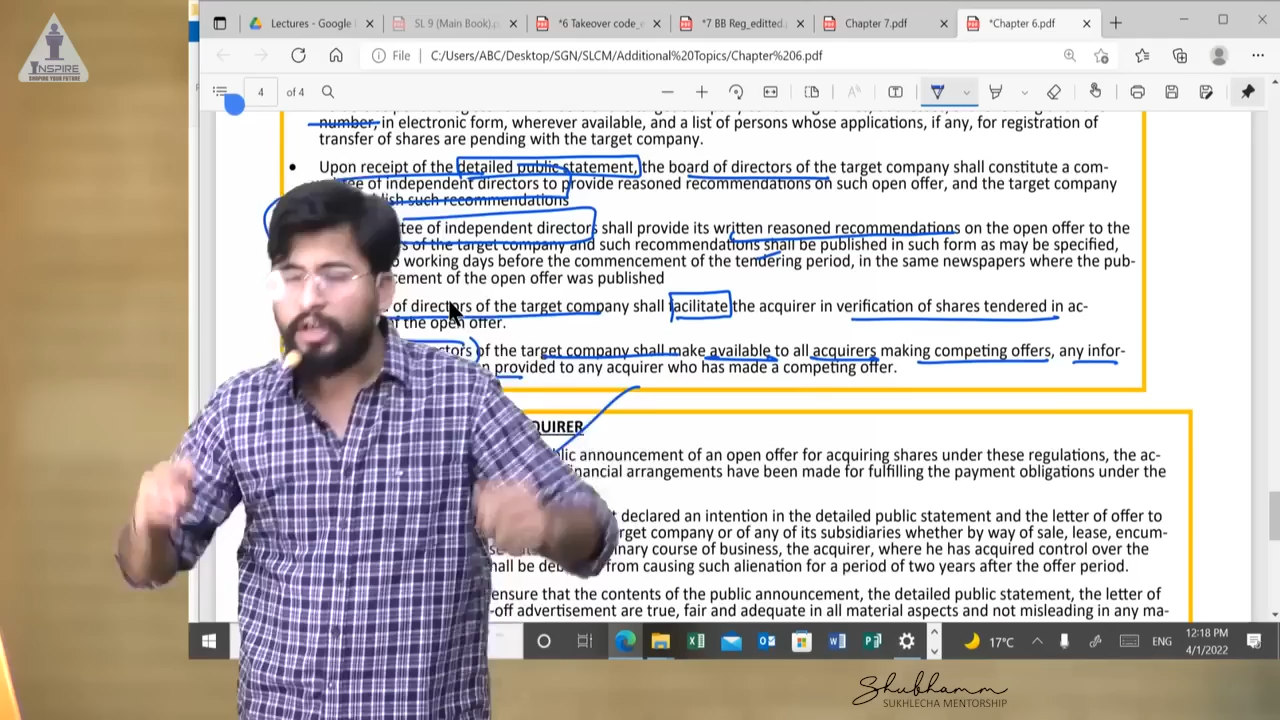 INSPIRE
SHAPING YOUR FUTURE
Lectures - Google
SL 9 (Main Book).p
*6 Takeover code_e
*7 BB Reg_editted.
Chapter 7.pdf
*Chapter 6.pdf
File
C:/Users/ABC/Desktop/SGN/SLCM/Additional%20Topics/Chapter%206.pdf
4
of 4
number, in electronic form, wherever available, and a list of persons whose applications, if any, for registration of
transfer of shares are pending with the target company.
• Upon receipt of the detailed public statement, the board of directors of the target company shall constitute a com-
ee of independent directors to provide reasoned recommendations on such open offer, and the target company
lish such recommendations
tee of independent directors shall provide its written reasoned recommendations on the open offer to the
s of the target company and such recommendations shall be published in such form as may be specified,
o working days before the commencement of the tendering period, in the same newspapers where the pub-
cement of the open offer was published
of directors of the target company shall facilitate the acquirer in verification of shares tendered in ac-
f the open offer.
ctors of the target company shall make available to all acquirers making competing offers, any infor-
n provided to any acquirer who has made a competing offer.
QUIRER
lic announcement of an open offer for acquiring shares under these regulations, the ac-
inancial arrangements have been made for fulfilling the payment obligations under the
t declared an intention in the detailed public statement and the letter of offer to
rget company or of any of its subsidiaries whether by way of sale, lease, encum-
inary course of business, the acquirer, where he has acquired control over the
hall be deb from causing such alienation for a period of two years after the offer period.
ensure that the contents of the public announcement, the detailed public statement, the letter of
-off advertisement are true, fair and adequate in all material aspects and not misleading in any ma-
17°C
ENG
12:18 PM
4/1/2022
Shubhamm
SUKHLECHA MENTORSHIP